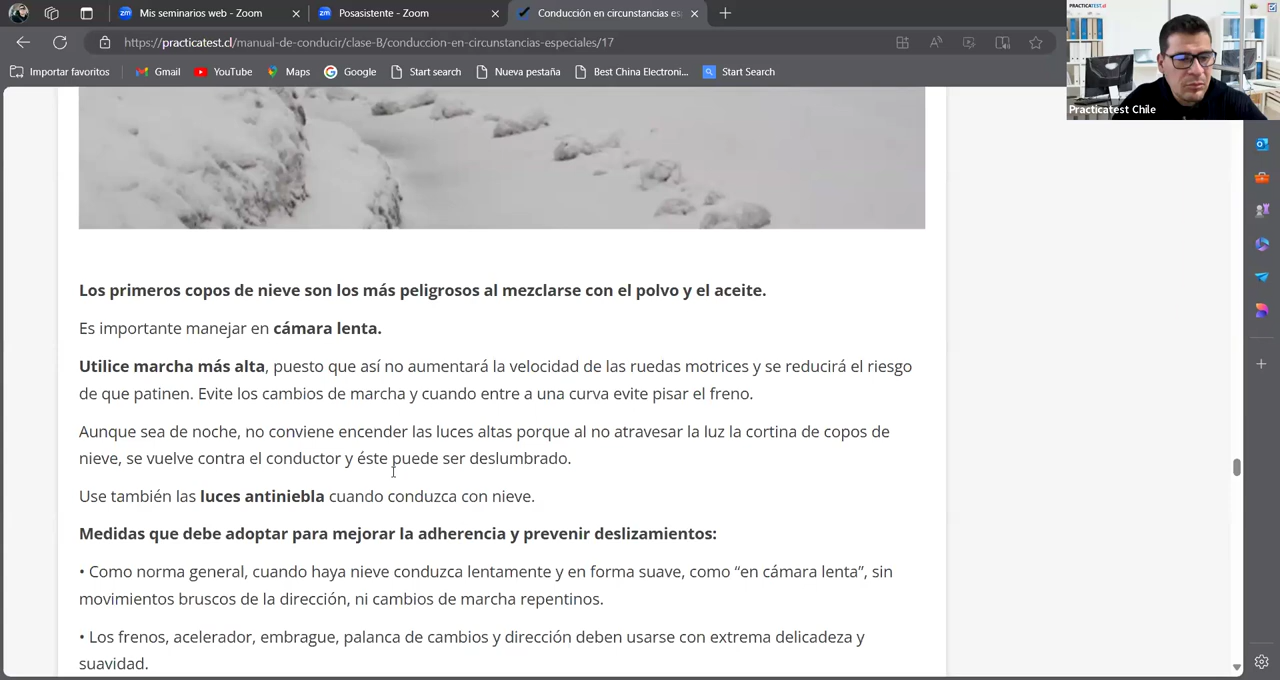 Mis seminarios web - Zoom
Posasistente - Zoom
Conducción en circunstancias es
https://practicatest.cl/manual-de-conducir/clase-B/conduccion-en-circunstancias-especiales/17
Importar favoritos
Gmail
YouTube
Maps
Google
Start search
Nueva pestaña
Best China Electroni...
Start Search
PRACTICATEST.cl
Practicatest Chile
Los primeros copos de nieve son los más peligrosos al mezclarse con el polvo y el aceite.
Es importante manejar en cámara lenta.
Utilice marcha más alta, puesto que así no aumentará la velocidad de las ruedas motrices y se reducirá el riesgo
de que patinen. Evite los cambios de marcha y cuando entre a una curva evite pisar el freno.
Aunque sea de noche, no conviene encender las luces altas porque al no atravesar la luz la cortina de copos de
nieve, se vuelve contra el conductor y éste puede ser deslumbrado.
Use también las luces antiniebla cuando conduzca con nieve.
Medidas que debe adoptar para mejorar la adherencia y prevenir deslizamientos:
• Como norma general, cuando haya nieve conduzca lentamente y en forma suave, como “en cámara lenta”, sin
movimientos bruscos de la dirección, ni cambios de marcha repentinos.
• Los frenos, acelerador, embrague, palanca de cambios y dirección deben usarse con extrema delicadeza y
suavidad.